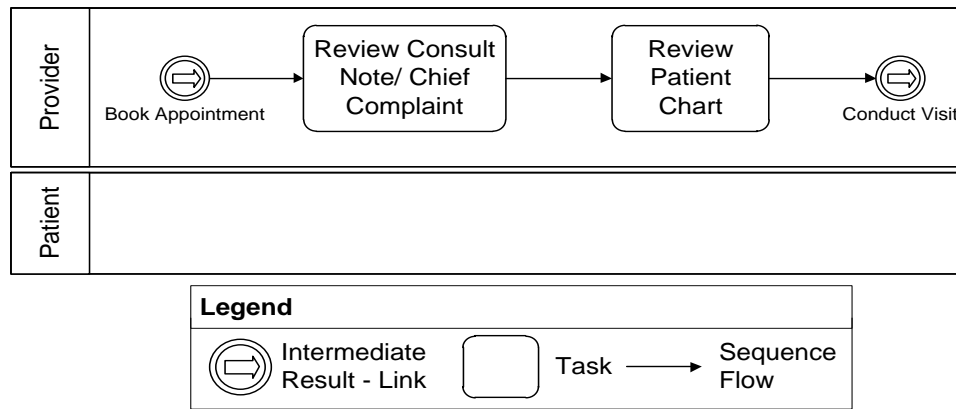 Provider
Book Appointment
Review Consult
Note/ Chief
Complaint
Review
Patient
Chart
Conduct Visit
Patient
Legend
Intermediate
Result - Link
Task
Sequence
Flow